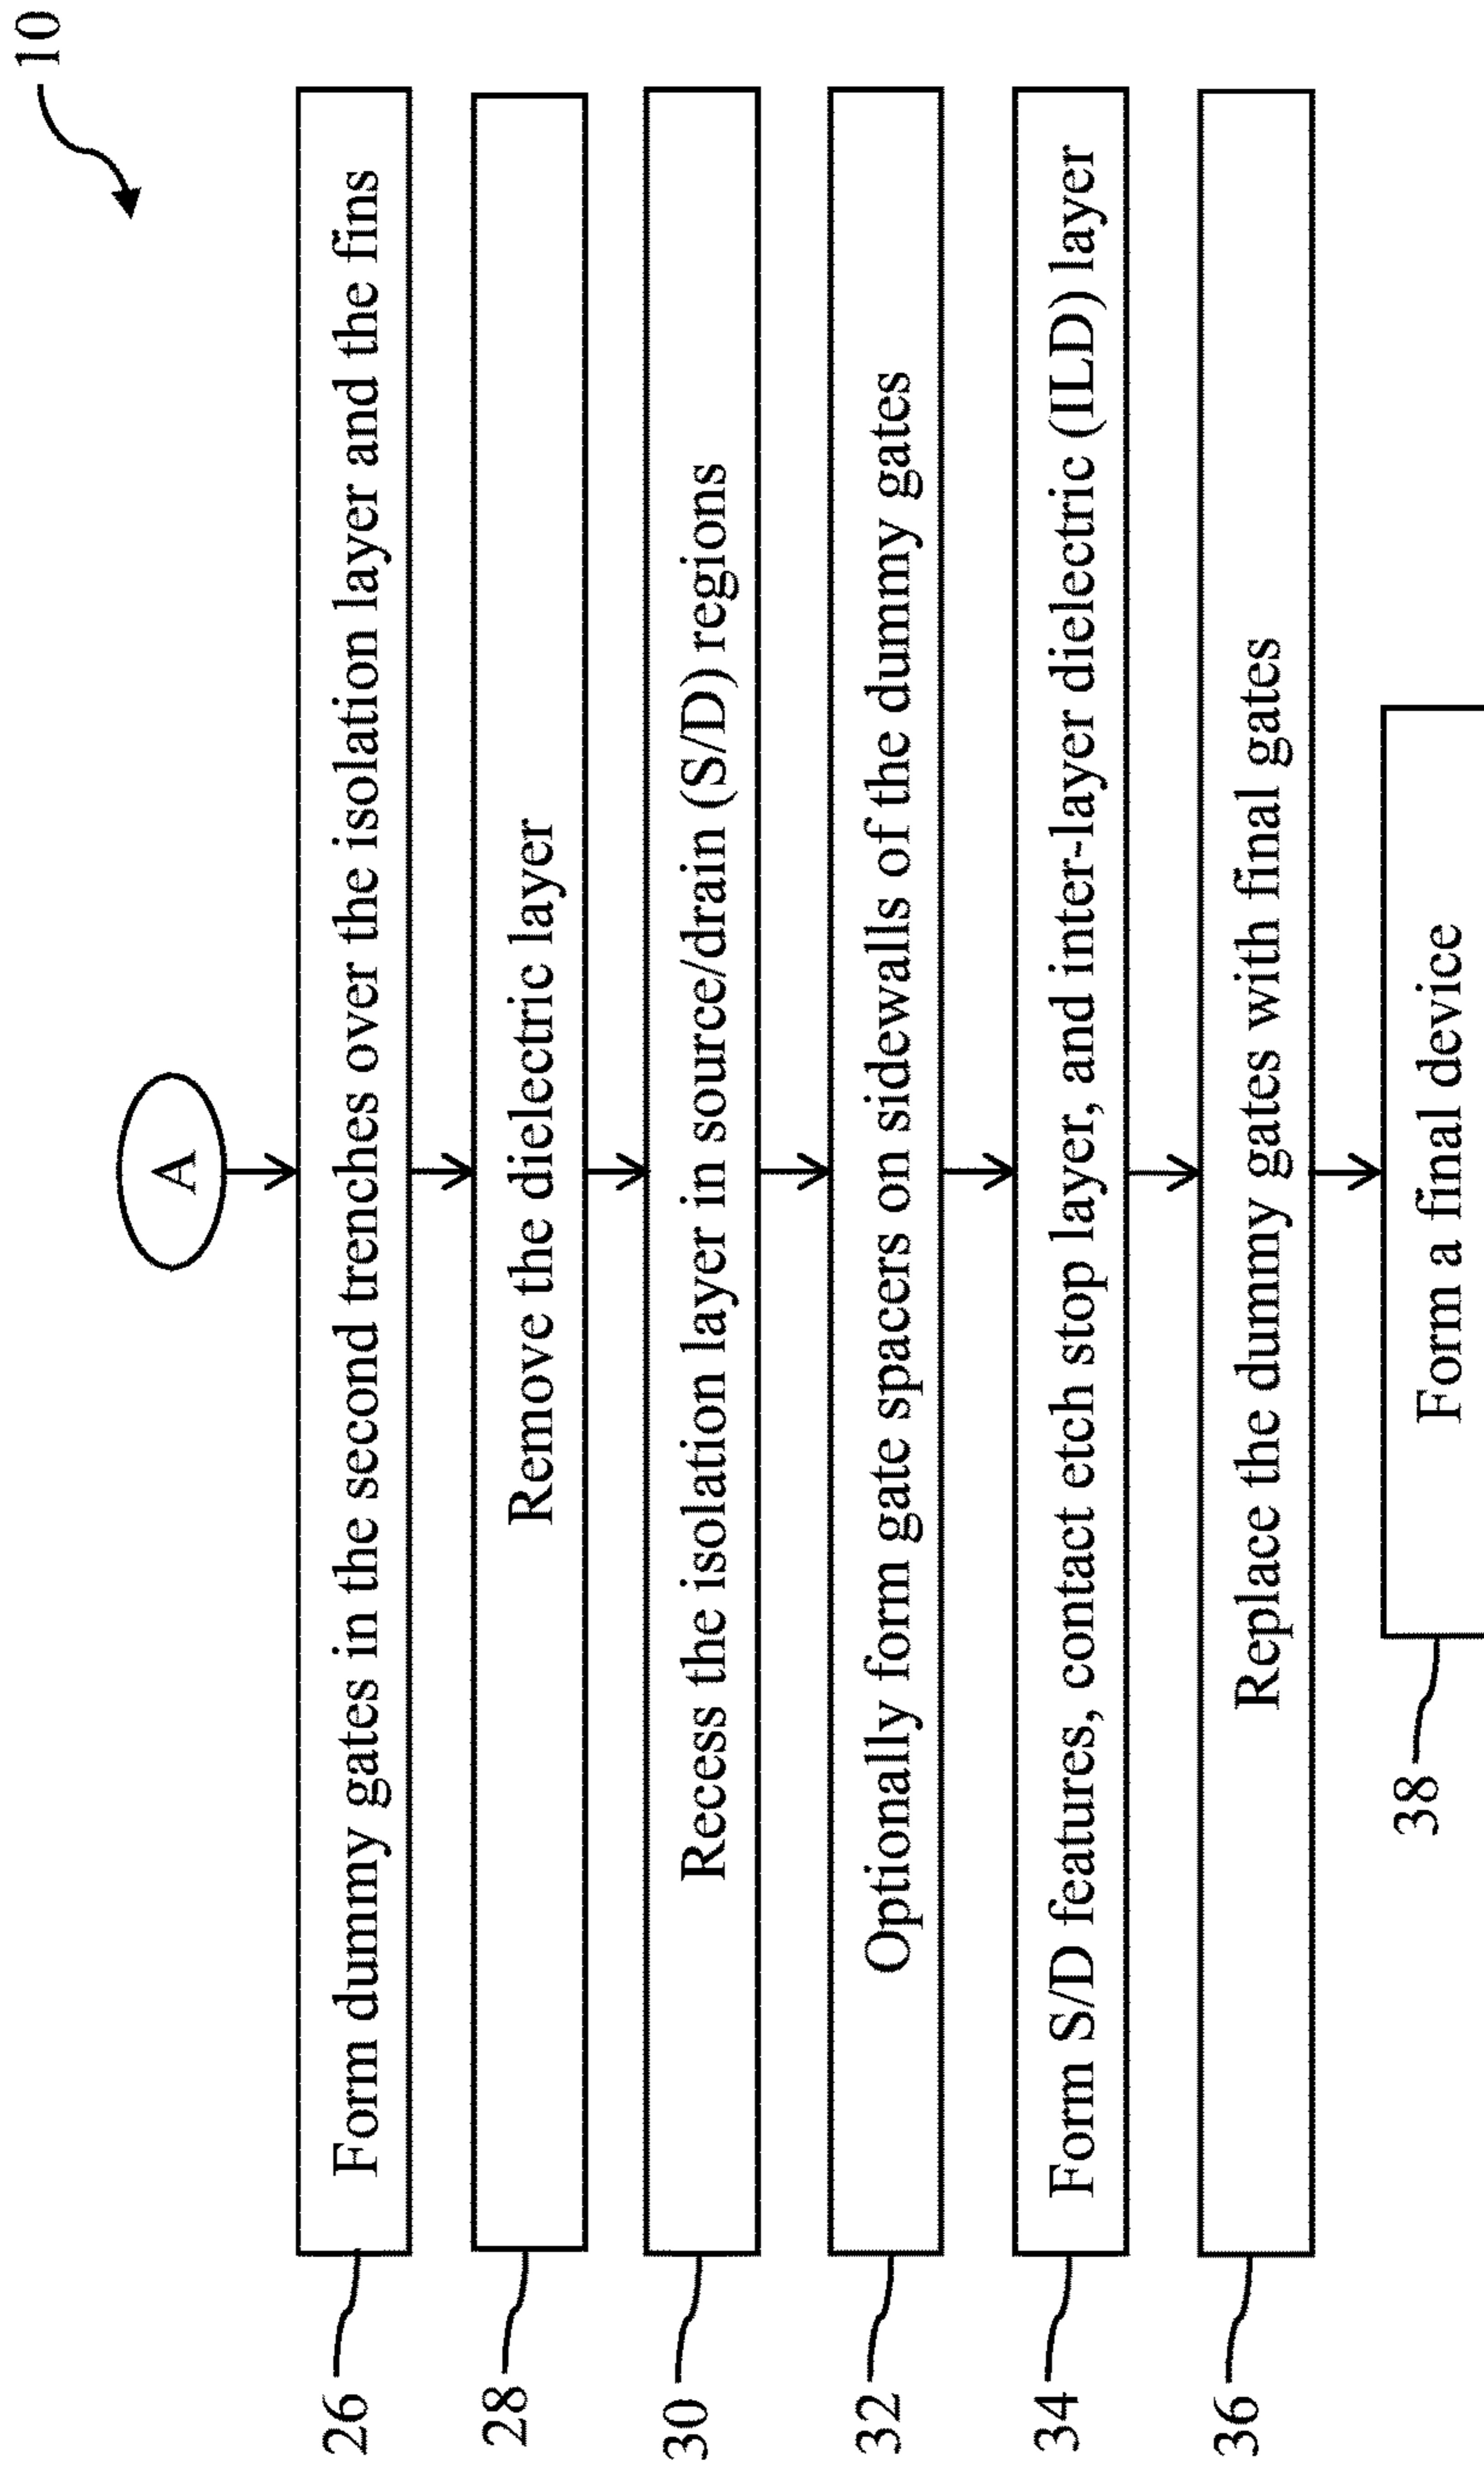 10
A
26
Form dummy gates in the second trenches over the isolation layer and the fins
28
Remove the dielectric layer
30
Recess the isolation layer in source/drain (S/D) regions
32
Optionally form gate spacers on sidewalls of the dummy gates
34
Form S/D features, contact etch stop layer, and inter-layer dielectric (ILD) layer
36
Replace the dummy gates with final gates
38
Form a final device